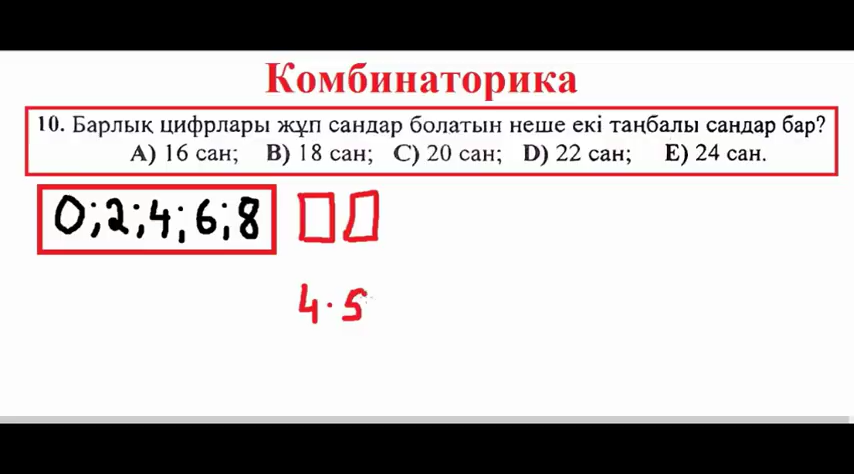 Комбинаторика
10. Барлық цифрлары жұп сандар болатын неше екі таңбалы сандар бар?
A) 16 сан; B) 18 сан; C) 20 сан; D) 22 сан; E) 24 сан.
0;2;4;6;8
4·5